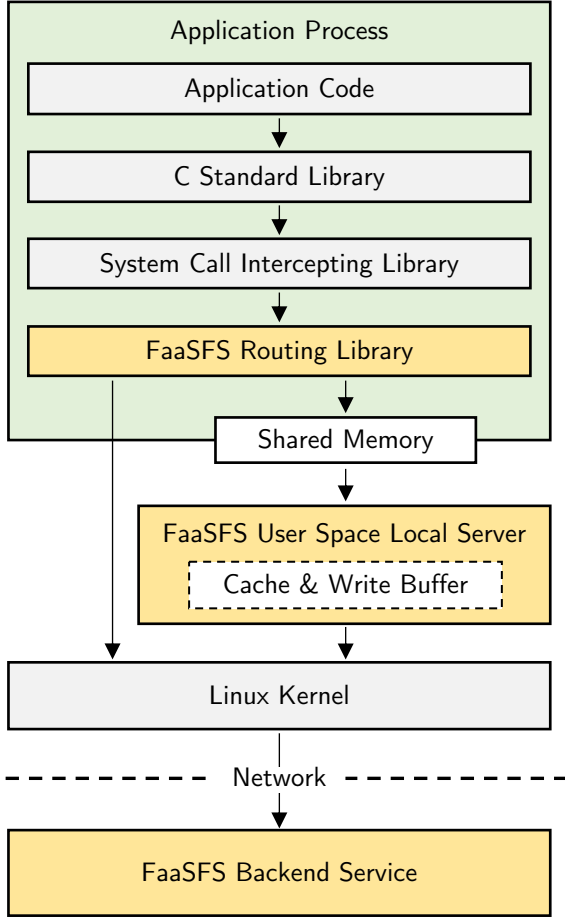 Application Process
Application Code
C Standard Library
System Call Intercepting Library
FaaSFS Routing Library
Shared Memory
FaaSFS User Space Local Server
Cache & Write Buffer
Linux Kernel
Network
FaaSFS Backend Service